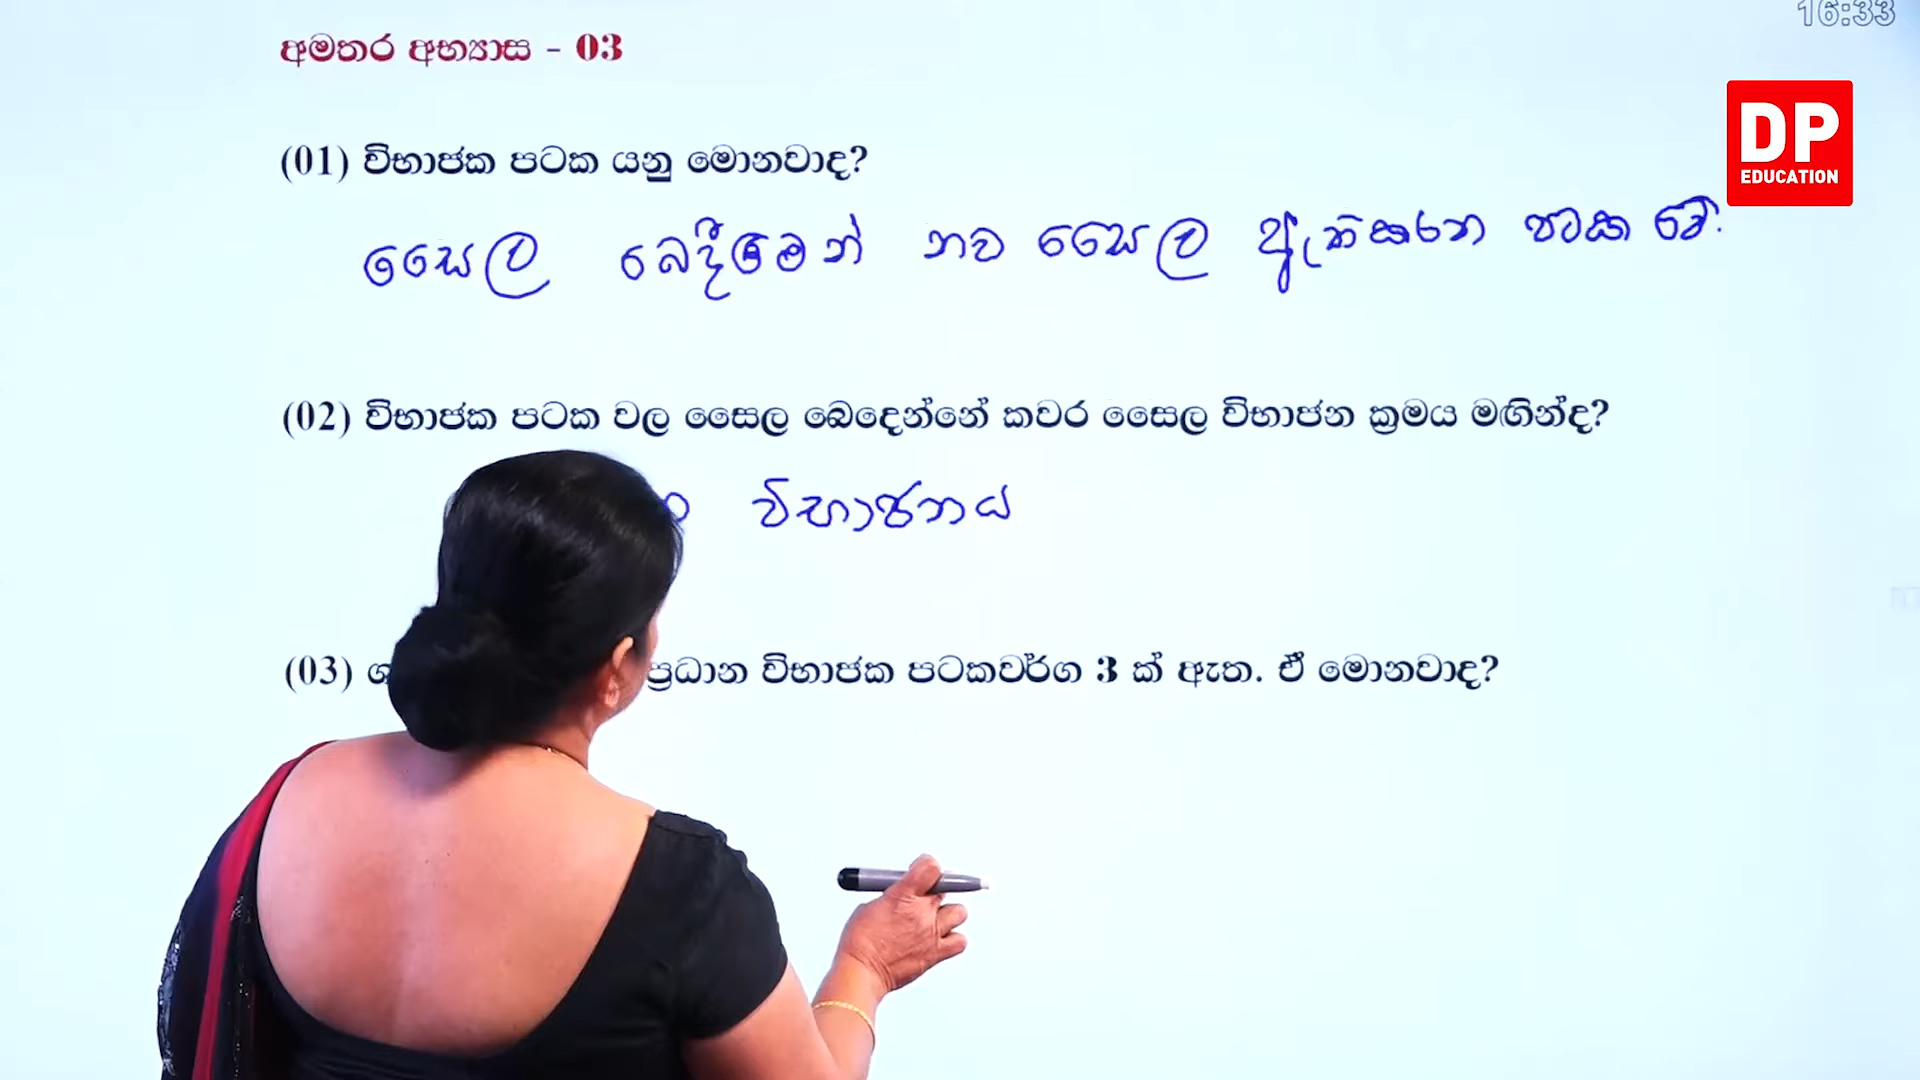 16:33
අමතර අභ්‍යාස - 03
DP
EDUCATION
(01) විභාජක පටක යනු මොනවාද?
සෛල බෙදීමෙන් නව සෛල ඇතිකරන පටක වේ.
(02) විභාජක පටක වල සෛල බෙදෙන්නේ කවර සෛල විභාජන ක්‍රමය මඟින්ද?
විභාජනය
(03) ප්‍රධාන විභාජක පටකවර්ග 3 ක් ඇත. ඒ මොනවාද?